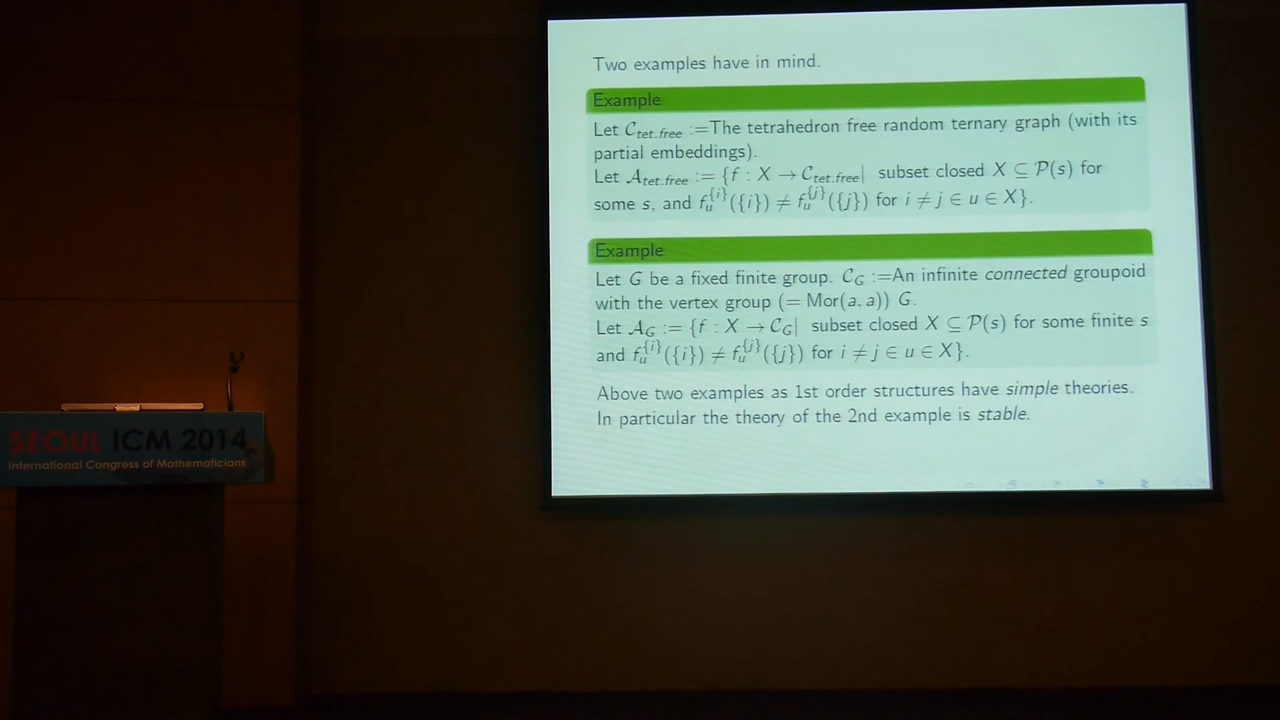 Two examples have in mind.
Example
Let 𝒞_{tet.free} :=The tetrahedron free random ternary graph (with its
partial embeddings).
Let 𝒜_{tet.free} := {f : X → 𝒞_{tet.free}| subset closed X ⊆ 𝒫(s) for
some s, and f_u^{{i}}({i}) ≠ f_u^{{j}}({j}) for i ≠ j ∈ u ∈ X}.
Example
Let G be a fixed finite group. 𝒞_G :=An infinite connected groupoid
with the vertex group (= Mor(a, a)) G.
Let 𝒜_G := {f : X → 𝒞_G| subset closed X ⊆ 𝒫(s) for some finite s
and f_u^{{i}}({i}) ≠ f_u^{{j}}({j}) for i ≠ j ∈ u ∈ X}.
Above two examples as 1st order structures have simple theories.
In particular the theory of the 2nd example is stable.
SEOUL ICM 2014
International Congress of Mathematicians